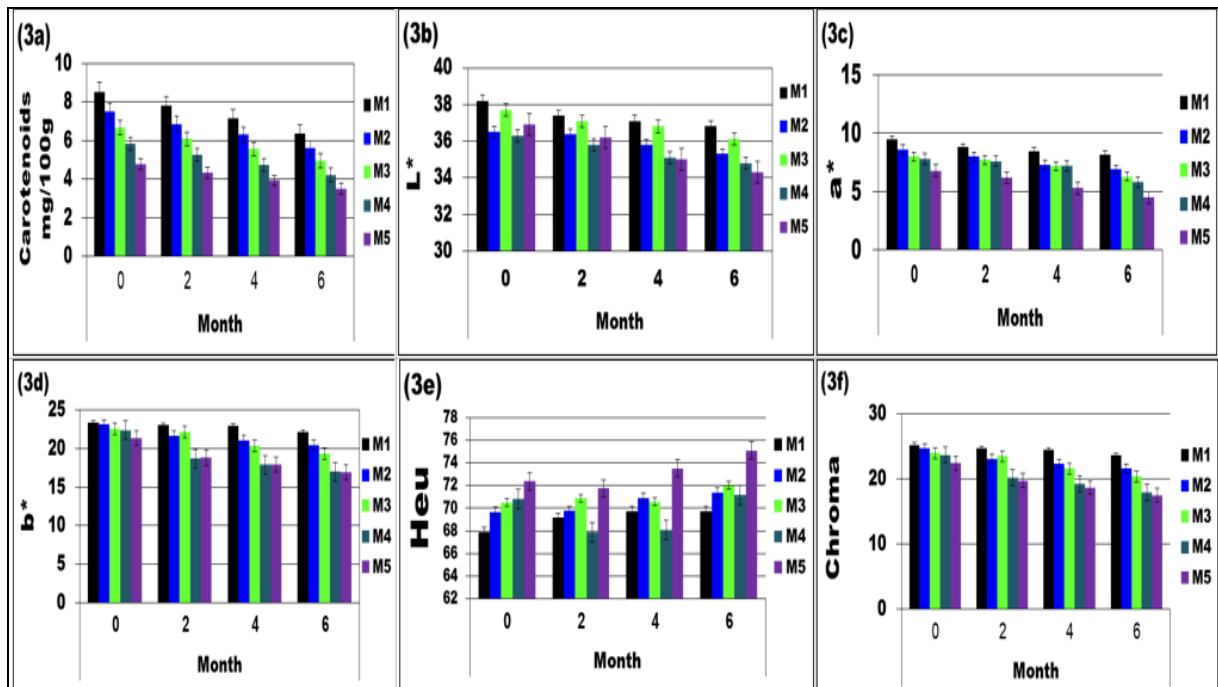 (3a)
Carotenoids
mg/100g
10
8
6
4
2
0
0 2 4 6
Month
M1
M2
M3
M4
M5
(3b)
L*
40
38
36
34
32
30
0 2 4 6
Month
M1
M2
M3
M4
M5
(3c)
a*
15
10
5
0
0 2 4 6
Month
M1
M2
M3
M4
M5
(3d)
b*
25
20
15
10
5
0
0 2 4 6
Month
M1
M2
M3
M4
M5
(3e)
Heu
78
76
74
72
70
68
66
64
62
0 2 4 6
Month
M1
M2
M3
M4
M5
(3f)
Chroma
30
20
10
0
0 2 4 6
Month
M1
M2
M3
M4
M5